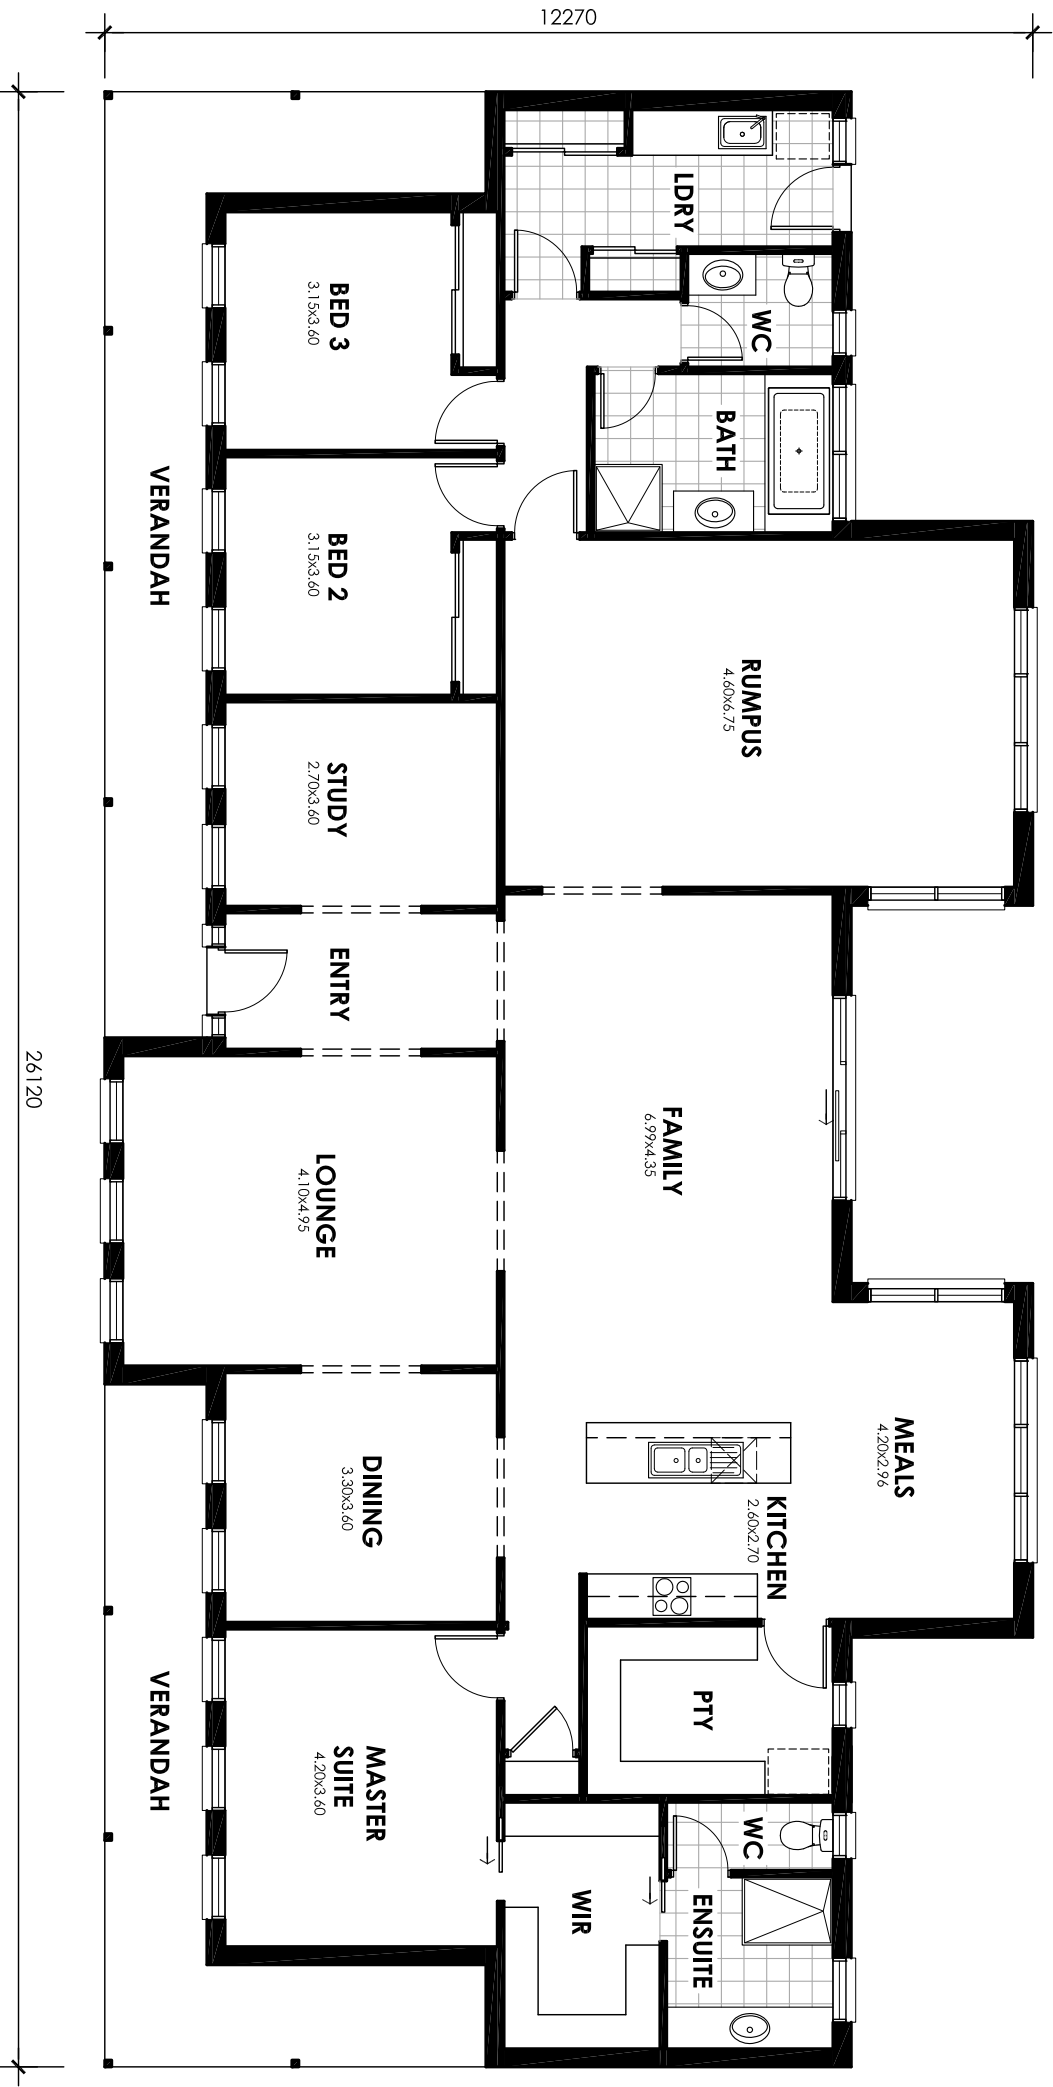 12270
26120
LDRY
WC
BATH
BED 3
3.15x3.60
BED 2
3.15x3.60
VERANDAH
RUMPUS
4.60x6.75
STUDY
2.70x3.60
ENTRY
FAMILY
6.99x4.35
LOUNGE
4.10x4.95
MEALS
4.20x2.96
KITCHEN
2.60x2.70
DINING
3.30x3.60
PTY
MASTER
SUITE
4.20x3.60
VERANDAH
WC
WIR
ENSUITE